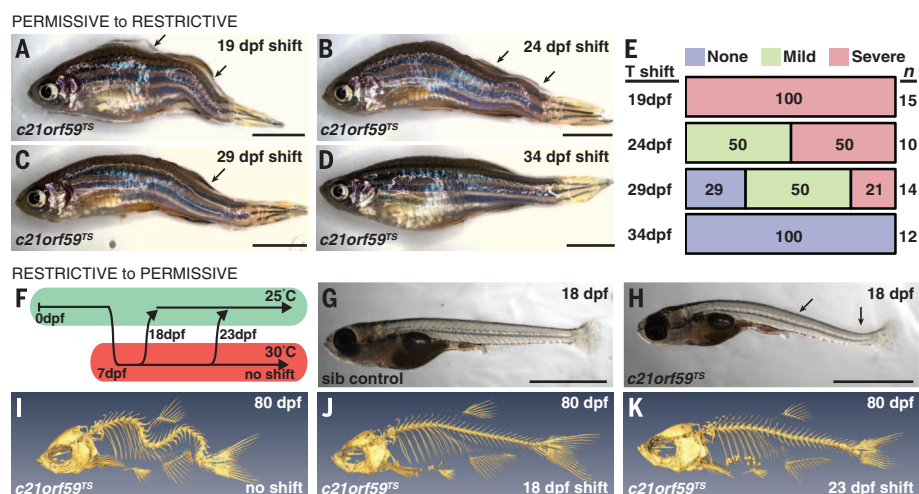 PERMISSIVE to RESTRICTIVE
A 19 dpf shift
c21orf59TS
B 24 dpf shift
c21orf59TS
C 29 dpf shift
c21orf59TS
D 34 dpf shift
c21orf59TS
E None Mild Severe
T shift n
19dpf 100 15
24dpf 50 50 10
29dpf 29 50 21 14
34dpf 100 12
RESTRICTIVE to PERMISSIVE
F 25°C
0dpf
18dpf 23dpf
30°C
7dpf no shift
G 18 dpf
sib control
H 18 dpf
c21orf59TS
I 80 dpf
c21orf59TS no shift
J 80 dpf
c21orf59TS 18 dpf shift
K 80 dpf
c21orf59TS 23 dpf shift